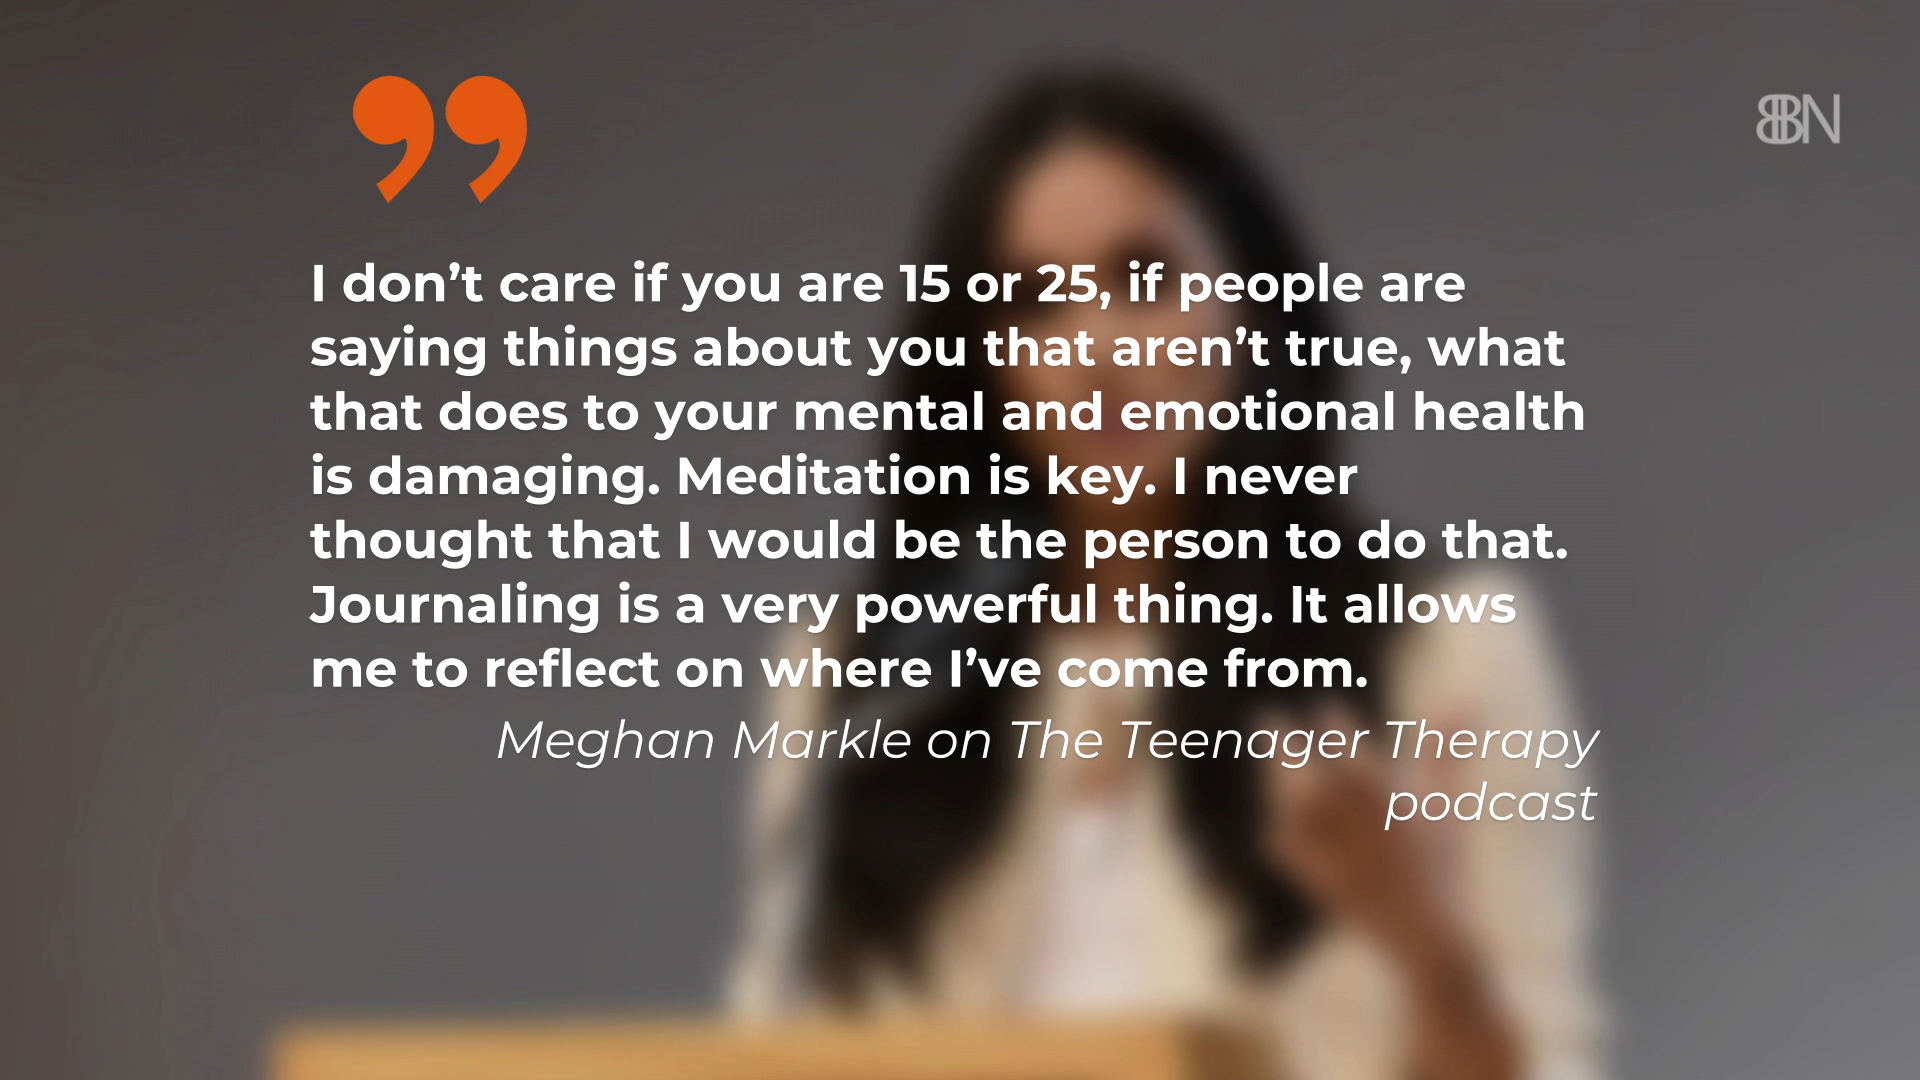 ”
BBN
I don’t care if you are 15 or 25, if people are
saying things about you that aren’t true, what
that does to your mental and emotional health
is damaging. Meditation is key. I never
thought that I would be the person to do that.
Journaling is a very powerful thing. It allows
me to reflect on where I’ve come from.
Meghan Markle on The Teenager Therapy
podcast